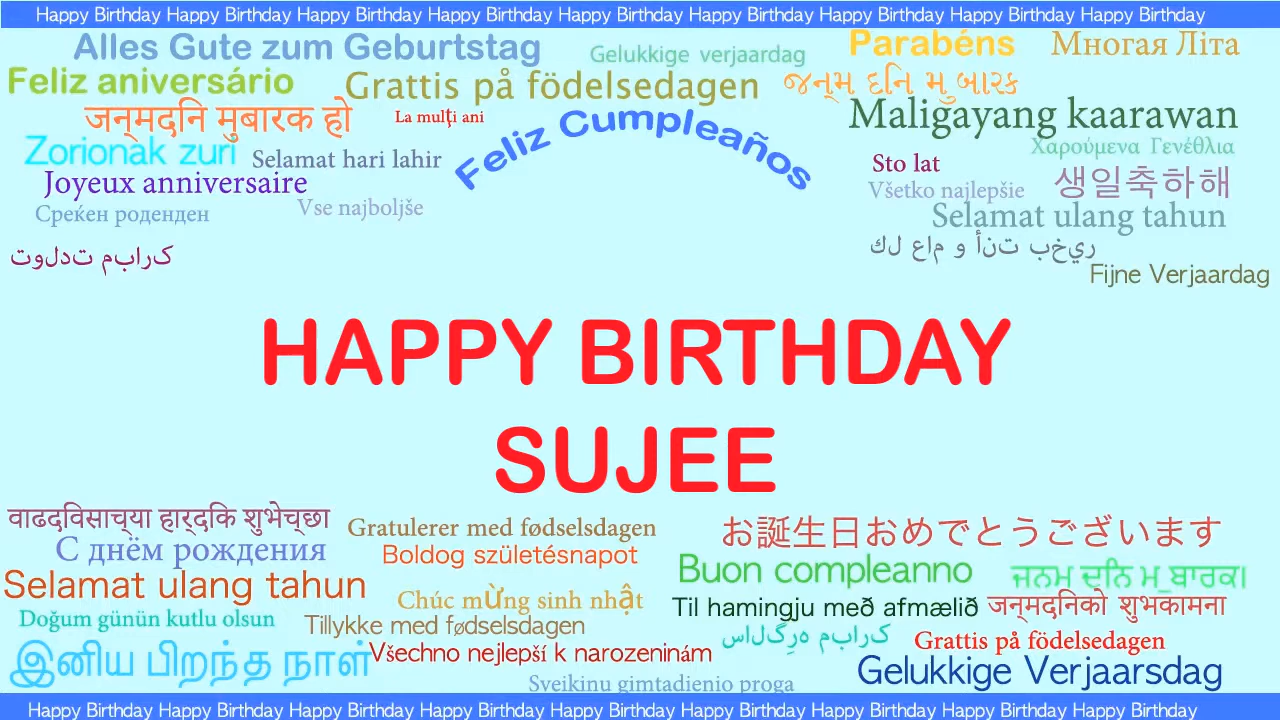 Happy Birthday Happy Birthday Happy Birthday Happy Birthday Happy Birthday Happy Birthday Happy Birthday Happy Birthday Happy Birthday
Alles Gute zum Geburtstag
Gelukkige verjaardag
Parabéns
Многая Літа
Feliz aniversário
Grattis på födelsedagen
જન્મ દિન મુબારક
जन्मदिन मुबारक हो
La mulţi ani
Feliz Cumpleaños
Maligayang kaarawan
Zorionak zuri
Selamat hari lahir
Sto lat
Χαρούμενα Γενέθλια
Joyeux anniversaire
Všetko najlepšie
생일축하해
Среќен роденден
Vse najboljše
Selamat ulang tahun
تولدت مبارک
كل عام و أنت بخير
Fijne Verjaardag
HAPPY BIRTHDAY
SUJEE
वाढदिवसाच्या हार्दिक शुभेच्छा
Gratulerer med fødselsdagen
お誕生日おめでとうございます
С днём рождения
Boldog születésnapot
Buon compleanno
ਜਨਮ ਦਿਨ ਮੁਬਾਰਕ।
Selamat ulang tahun
Chúc mừng sinh nhật
Til hamingju með afmælið
जन्मदिनको शुभकामना
Doğum günün kutlu olsun
Tillykke med fødselsdagen
سالگرہ مبارک
Grattis på födelsedagen
இனிய பிறந்த நாள்
Všechno nejlepší k narozeninám
Gelukkige Verjaarsdag
Sveikinu gimtadienio proga
Happy Birthday Happy Birthday Happy Birthday Happy Birthday Happy Birthday Happy Birthday Happy Birthday Happy Birthday Happy Birthday